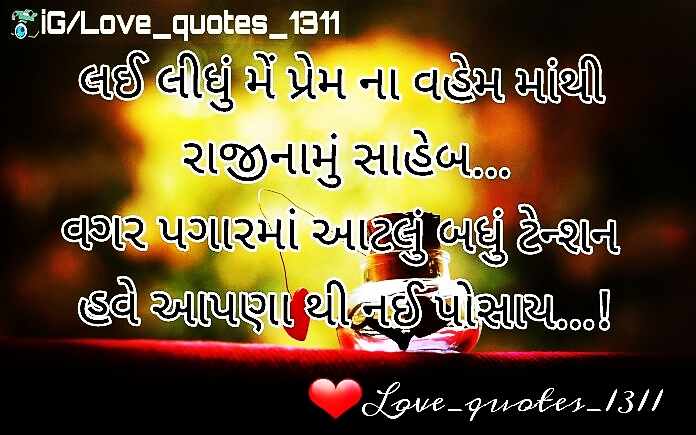 iG/Love_quotes_1311
લઈ લીધું મેં પ્રેમ ના વહેમ માંથી
રાજીનામું સાહેબ...
વગર પગારમાં આટલું બધું ટેન્શન
હવે આપણા થી નઈ પોસાય...!
Love_quotes_1311